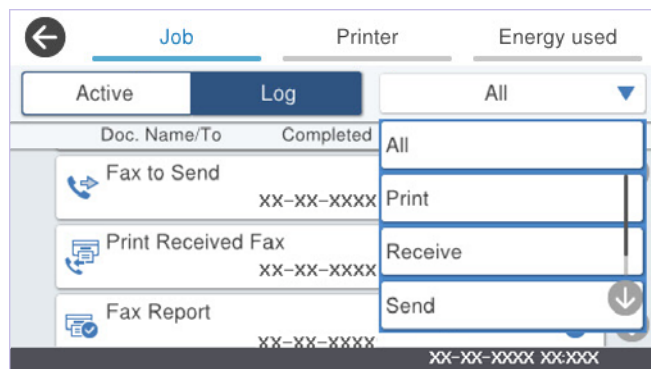 Job Printer Energy used
Active Log All
Doc. Name/To Completed
All
Fax to Send
XX-XX-XXXX
Print
Print Received Fax
XX-XX-XXXX
Receive
Fax Report
XX-XX-XXXX
Send
XX-XX-XXXX XX:XXX